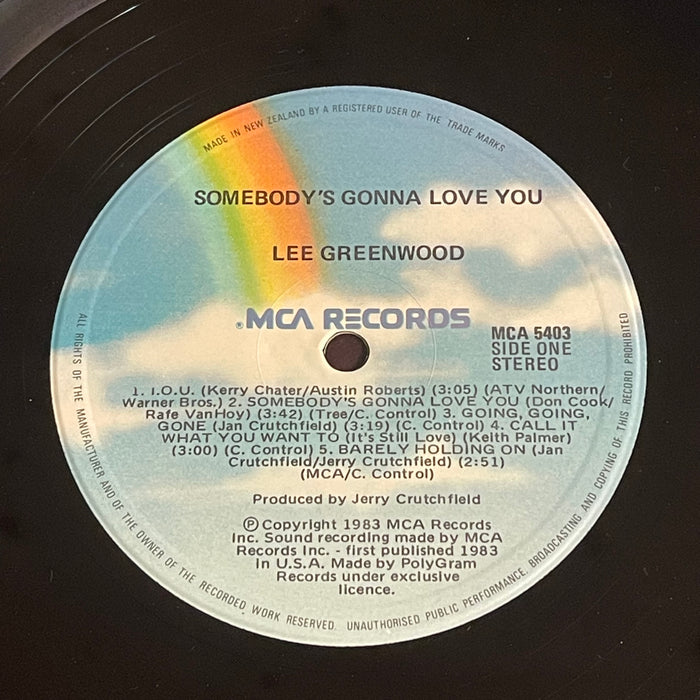 MADE IN NEW ZEALAND BY A REGISTERED USER OF THE TRADE MARKS
SOMEBODY'S GONNA LOVE YOU
LEE GREENWOOD
®MCA RECORDS
MCA 5403
SIDE ONE
STEREO
1. I.O.U. (Kerry Chater/Austin Roberts) (3:05) (ATV Northern/
Warner Bros.) 2. SOMEBODY'S GONNA LOVE YOU (Don Cook/
Rafe VanHoy) (3:42) (Tree/C. Control) 3. GOING, GOING,
GONE (Jan Crutchfield) (3:19) (C. Control) 4. CALL IT
WHAT YOU WANT TO (It's Still Love) (Keith Palmer)
(3:00) (C. Control) 5. BARELY HOLDING ON (Jan
Crutchfield/Jerry Crutchfield) (2:51)
(MCA/C. Control)
Produced by Jerry Crutchfield
℗ Copyright 1983 MCA Records
Inc. Sound recording made by MCA
Records Inc. - first published 1983
in U.S.A. Made by PolyGram
Records under exclusive
licence.
ALL RIGHTS OF THE MANUFACTURER AND OF THE OWNER OF THE RECORDED WORK RESERVED. UNAUTHORISED PUBLIC PERFORMANCE, BROADCASTING AND COPYING OF THIS RECORD PROHIBITED